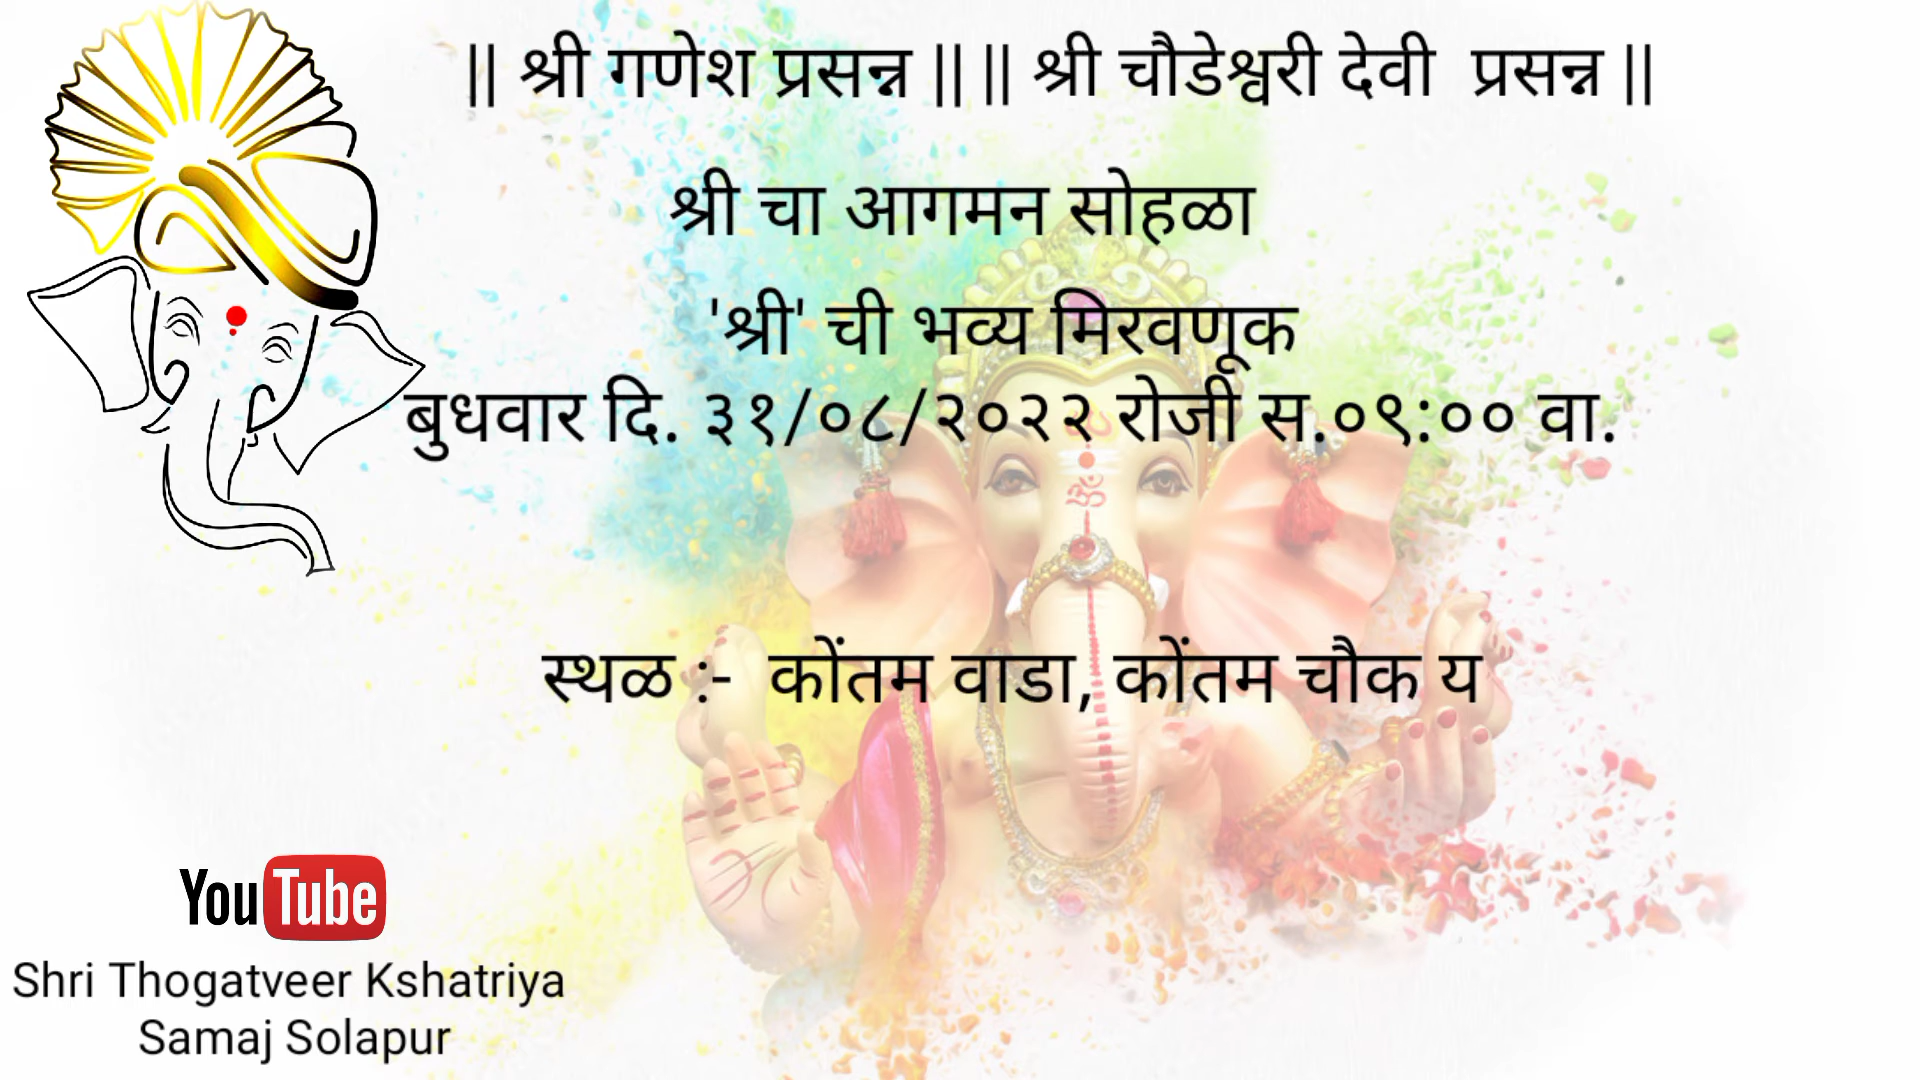 || श्री गणेश प्रसन्न || || श्री चौडेश्वरी देवी प्रसन्न ||
श्री चा आगमन सोहळा
'श्री' ची भव्य मिरवणूक
बुधवार दि. ३१/०८/२०२२ रोजी स.०९:०० वा.
स्थळ :- कोंतम वाडा, कोंतम चौक य
YouTube
Shri Thogatveer Kshatriya
Samaj Solapur